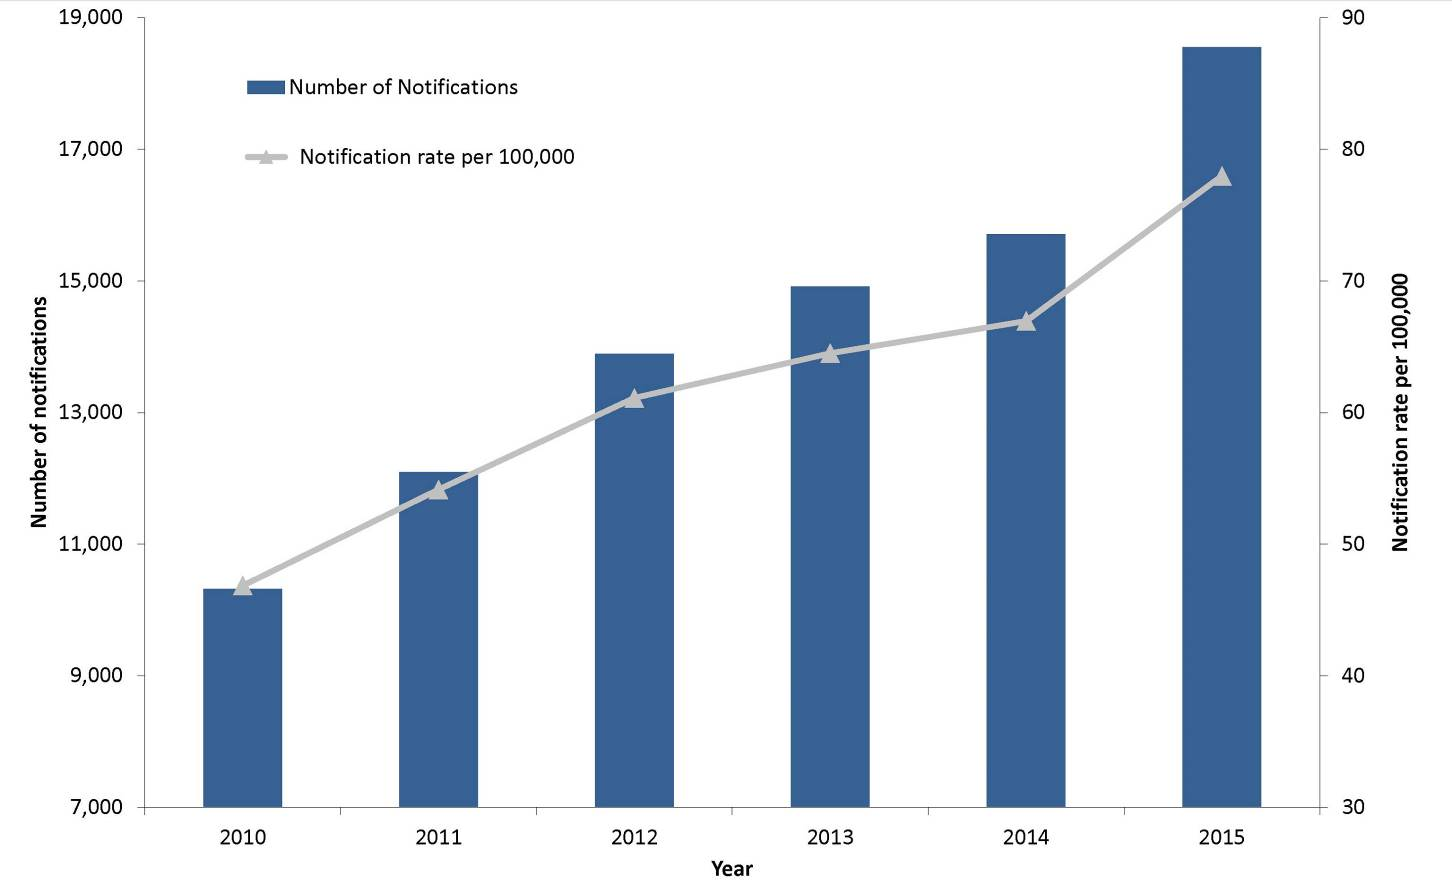 19,000
17,000
15,000
13,000
11,000
9,000
7,000
Number of notifications
Number of Notifications
Notification rate per 100,000
90
80
70
60
50
40
30
Notification rate per 100,000
2010 2011 2012 2013 2014 2015
Year